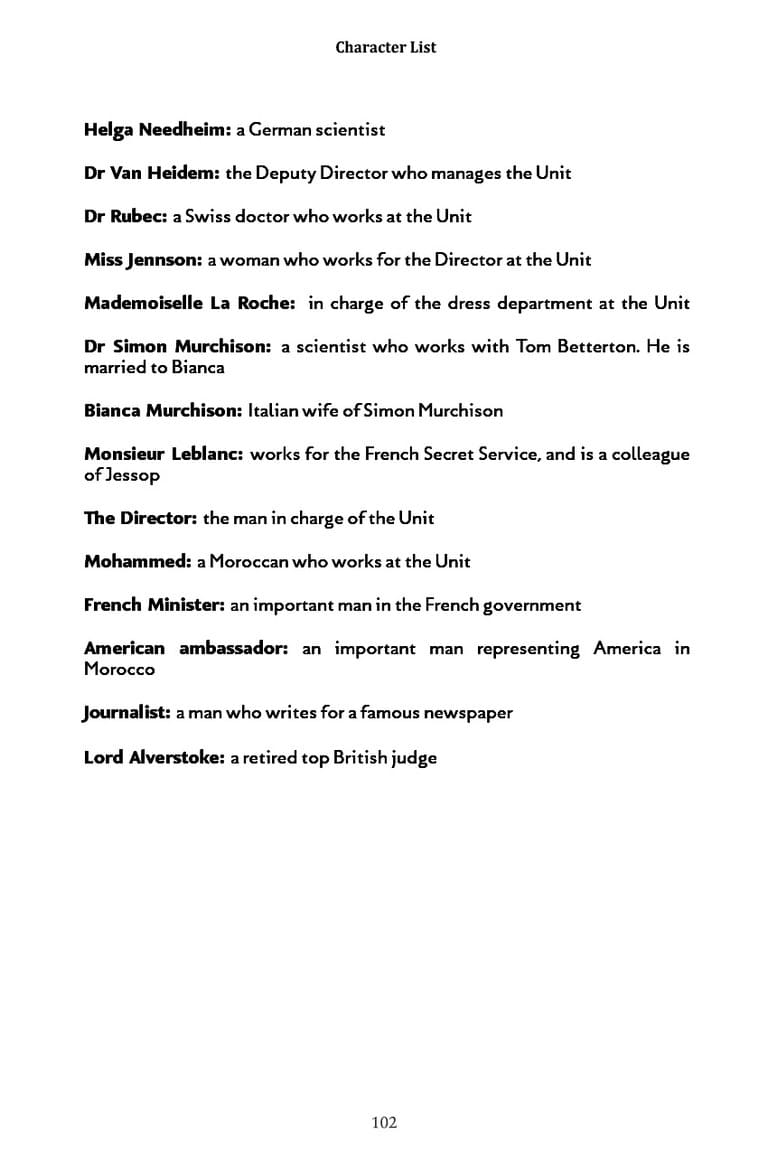 Character List
Helga Needheim: a German scientist
Dr Van Heidem: the Deputy Director who manages the Unit
Dr Rubec: a Swiss doctor who works at the Unit
Miss Jennson: a woman who works for the Director at the Unit
Mademoiselle La Roche: in charge of the dress department at the Unit
Dr Simon Murchison: a scientist who works with Tom Betterton. He is
married to Bianca
Bianca Murchison: Italian wife of Simon Murchison
Monsieur Leblanc: works for the French Secret Service, and is a colleague
of Jessop
The Director: the man in charge of the Unit
Mohammed: a Moroccan who works at the Unit
French Minister: an important man in the French government
American ambassador: an important man representing America in
Morocco
Journalist: a man who writes for a famous newspaper
Lord Alverstoke: a retired top British judge
102